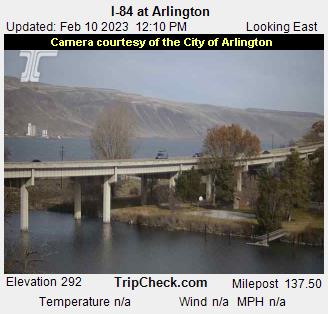 I-84 at Arlington
Updated: Feb 10 2023 12:10 PM Looking East
Camera courtesy of the City of Arlington
Elevation 292 TripCheck.com Milepost 137.50
Temperature n/a Wind n/a MPH n/a